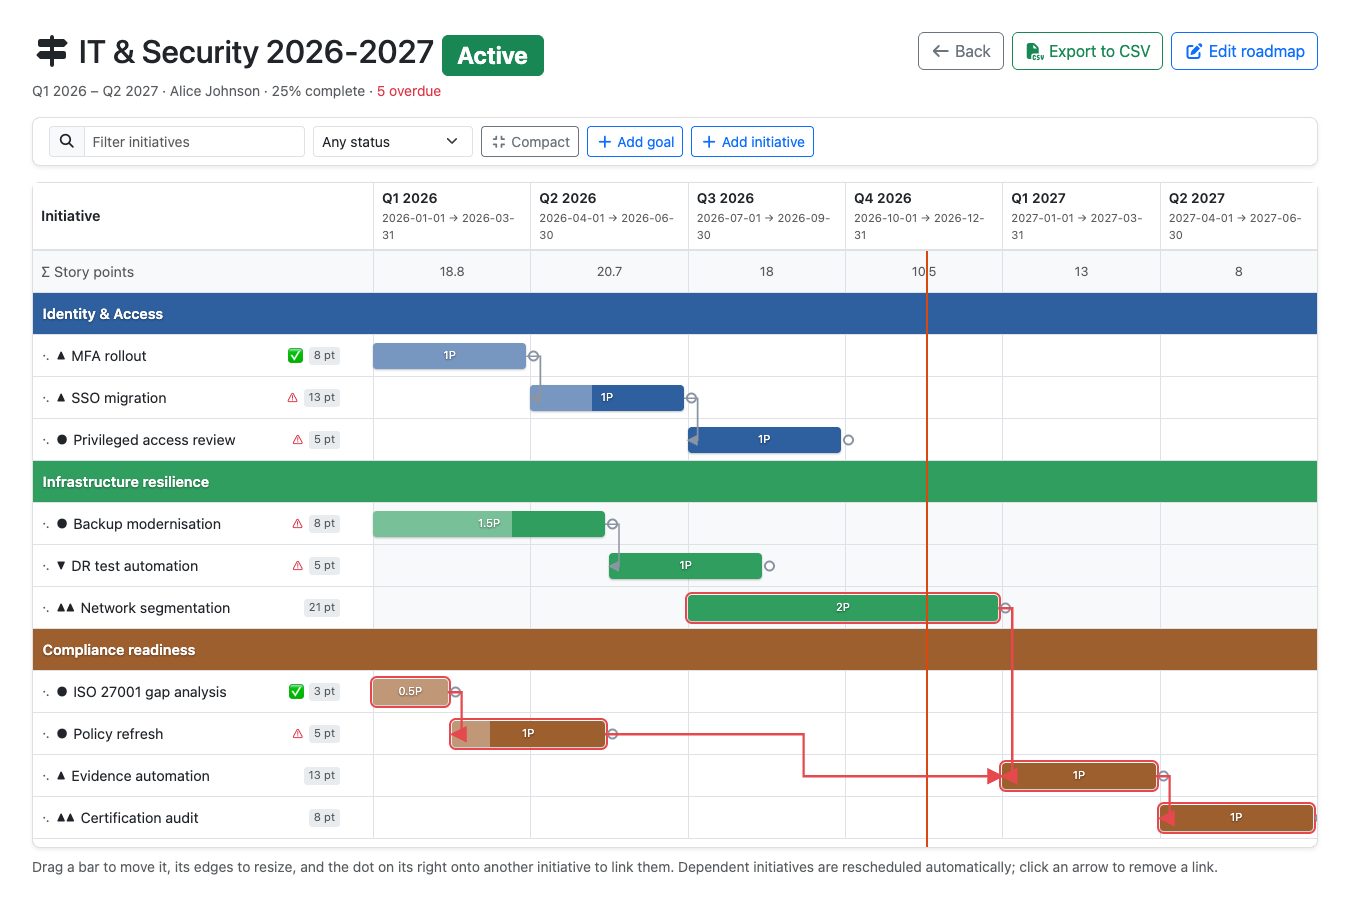 IT & Security 2026-2027 Active
Back
Export to CSV
Edit roadmap
Q1 2026 – Q2 2027 · Alice Johnson · 25% complete · 5 overdue
Filter initiatives
Any status
Compact
Add goal
Add initiative
Initiative
Q1 2026
2026-01-01 → 2026-03-
31
Q2 2026
2026-04-01 → 2026-06-
30
Q3 2026
2026-07-01 → 2026-09-
30
Q4 2026
2026-10-01 → 2026-12-
31
Q1 2027
2027-01-01 → 2027-03-
31
Q2 2027
2027-04-01 → 2027-06-
30
Σ Story points 18.8 20.7 18 10.5 13 8
Identity & Access
MFA rollout 8 pt 1P
SSO migration 13 pt 1P
Privileged access review 5 pt 1P
Infrastructure resilience
Backup modernisation 8 pt 1.5P
DR test automation 5 pt 1P
Network segmentation 21 pt 2P
Compliance readiness
ISO 27001 gap analysis 3 pt 0.5P
Policy refresh 5 pt 1P
Evidence automation 13 pt 1P
Certification audit 8 pt 1P
Drag a bar to move it, its edges to resize, and the dot on its right onto another initiative to link them. Dependent initiatives are rescheduled automatically; click an arrow to remove a link.